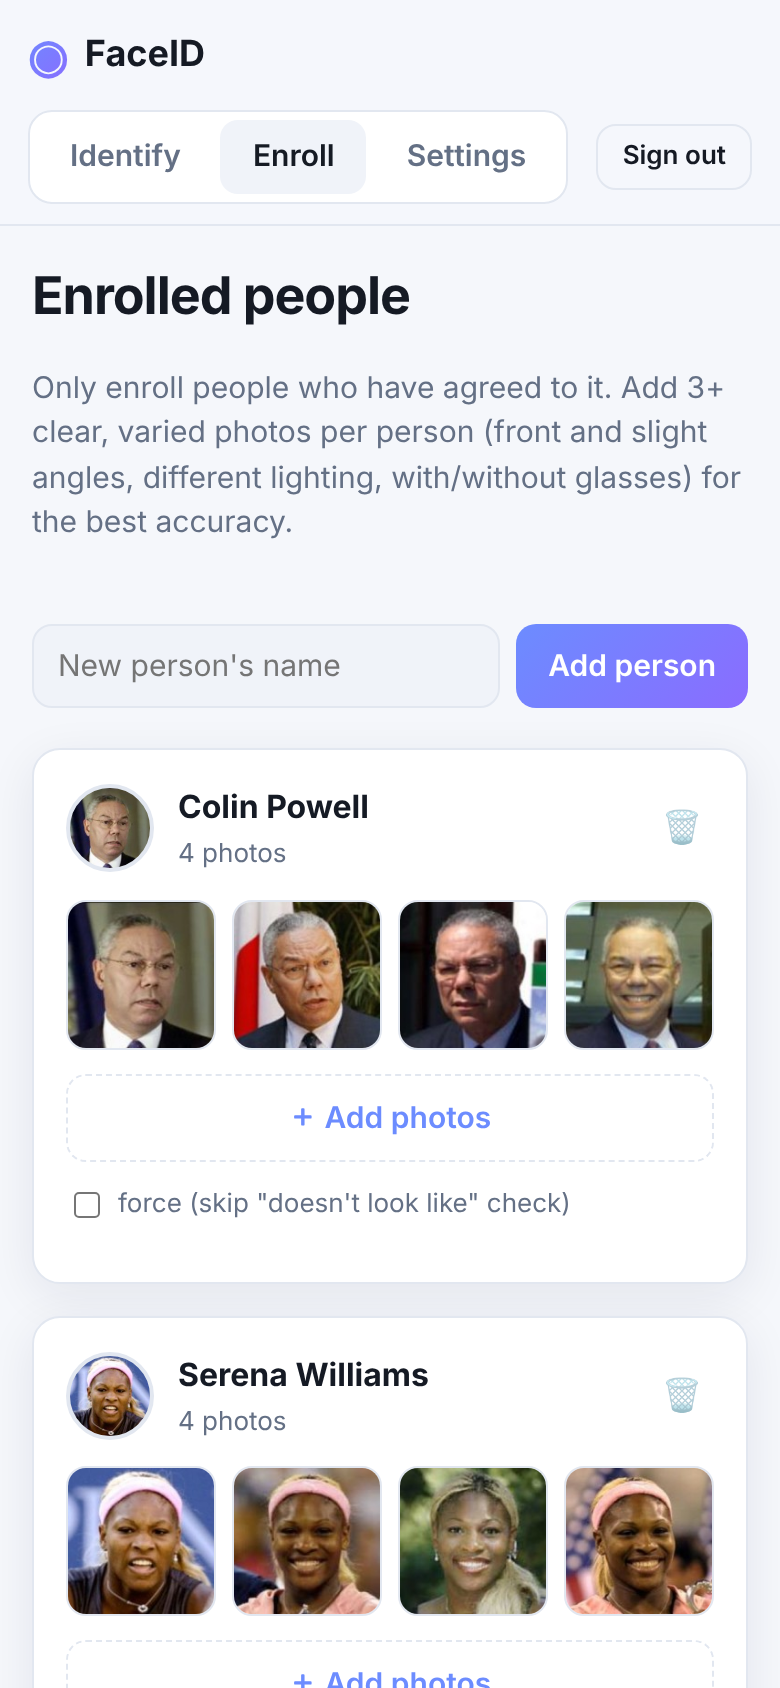 FaceID
Identify
Enroll
Settings
Sign out
Enrolled people
Only enroll people who have agreed to it. Add 3+
clear, varied photos per person (front and slight
angles, different lighting, with/without glasses) for
the best accuracy.
New person's name
Add person
Colin Powell
4 photos
+ Add photos
force (skip "doesn't look like" check)
Serena Williams
4 photos
+ Add photos